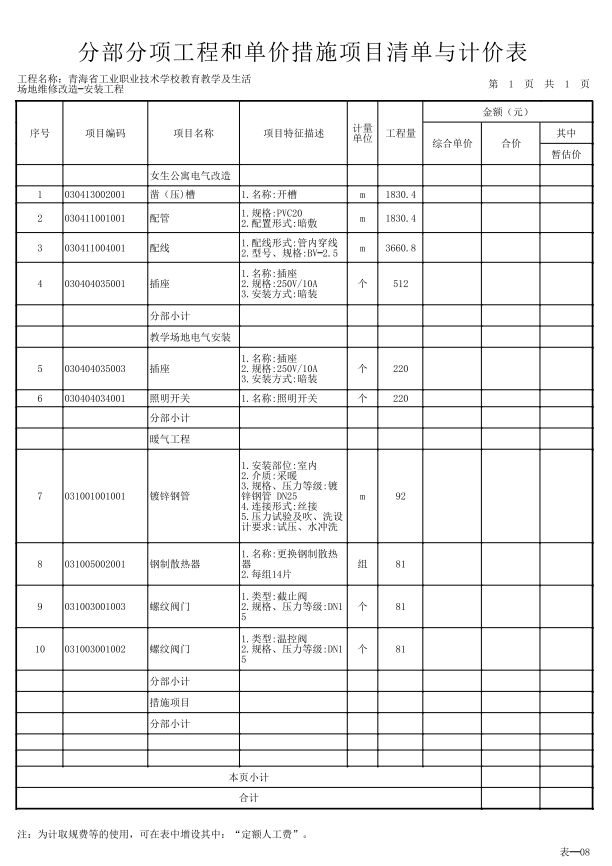 分部分项工程和单价措施项目清单与计价表
工程名称：青海省工业职业技术学校教育教学及生活
场地维修改造-安装工程
第 1 页 共 1 页
序号 项目编码 项目名称 项目特征描述 计量单位 工程量 金额（元）
综合单价 合价 其中
暂估价
女生公寓电气改造
1 030413002001 凿（压)槽 1.名称:开槽 m 1830.4
2 030411001001 配管 1.规格:PVC20 m 1830.4
2.配置形式:暗敷
3 030411004001 配线 1.配线形式:管内穿线 m 3660.8
2.型号、规格:BV-2.5
4 030404035001 插座 1.名称:插座 个 512
2.规格:250V/10A
3.安装方式:暗装
分部小计
教学场地电气安装
5 030404035003 插座 1.名称:插座 个 220
2.规格:250V/10A
3.安装方式:暗装
6 030404034001 照明开关 1.名称:照明开关 个 220
分部小计
暖气工程
7 031001001001 镀锌钢管 1.安装部位:室内 m 92
2.介质:采暖
3.规格、压力等级:镀
锌钢管 DN25
4.连接形式:丝接
5.压力试验及吹、洗设
计要求:试压、水冲洗
8 031005002001 钢制散热器 1.名称:更换钢制散热 组 81
器
2.每组14片
9 031003001003 螺纹阀门 1.类型:截止阀 个 81
2.规格、压力等级:DN1
5
10 031003001002 螺纹阀门 1.类型:温控阀 个 81
2.规格、压力等级:DN1
5
分部小计
措施项目
分部小计
本页小计
合计
注：为计取规费等的使用，可在表中增设其中：“定额人工费”。
表—08